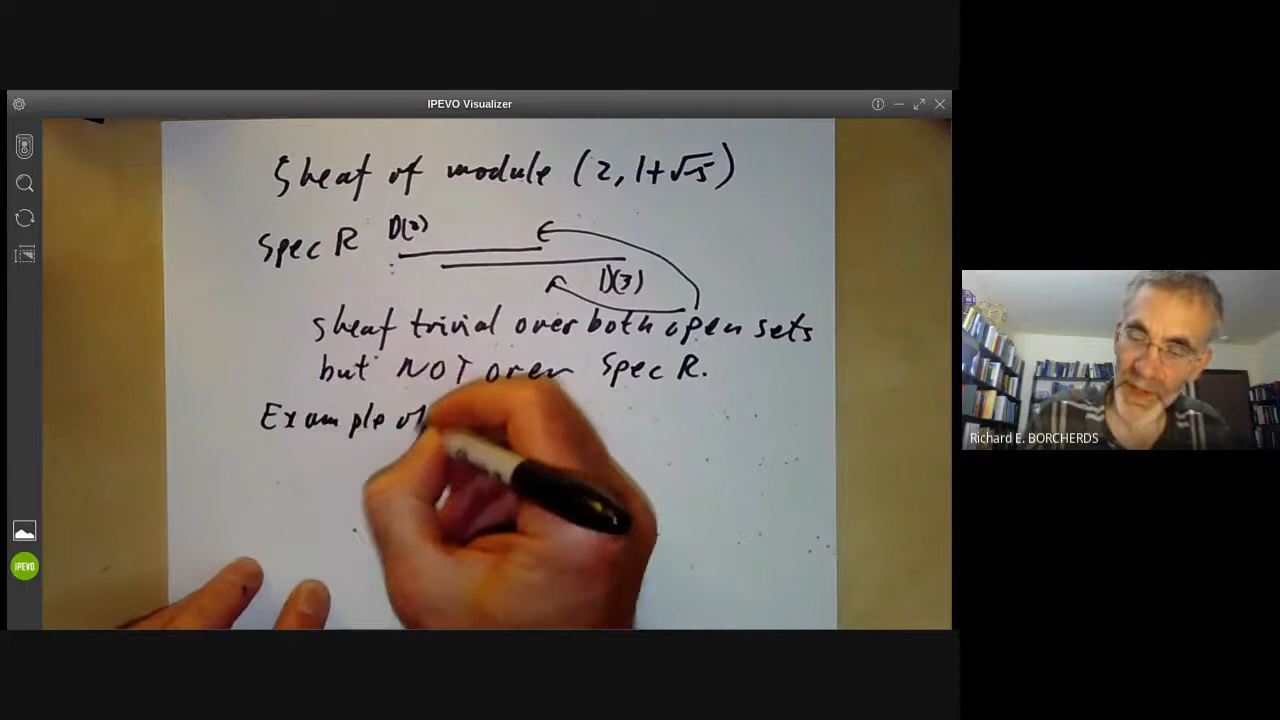 IPEVO Visualizer
Sheaf of module (2, 1+√-5)
Spec R D(2)
D(3)
sheaf trivial over both open sets
but NOT over Spec R.
Example of
IPEVO
Richard E. BORCHERDS